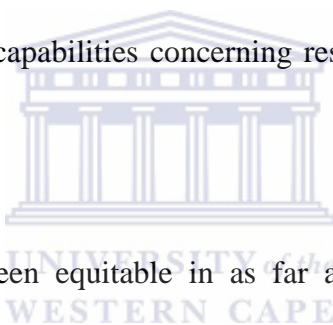 capabilities concerning res
een equitable in as far a
UNIVERSITY of the
WESTERN CAPE